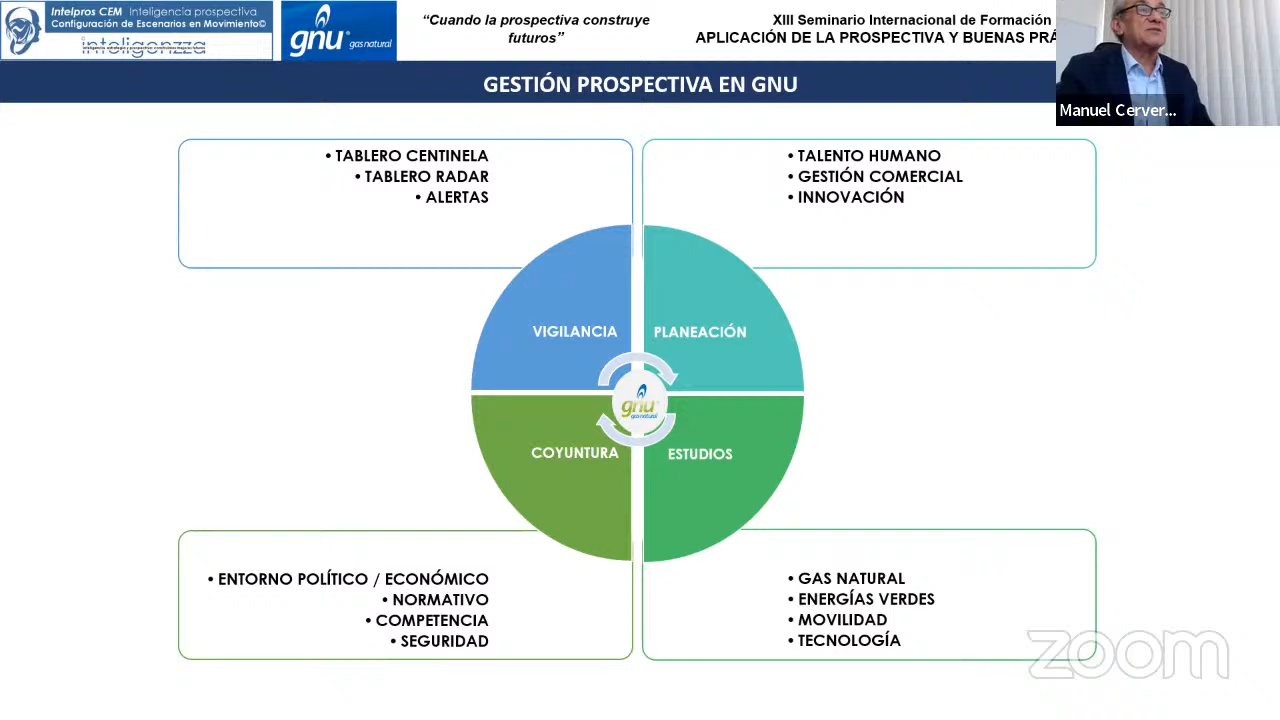 Intelpros CEM Inteligencia prospectiva
Configuración de Escenarios en Movimiento©
inteligenzza
gnu® gas natural
“Cuando la prospectiva construye
futuros”
XIII Seminario Internacional de Formación
APLICACIÓN DE LA PROSPECTIVA Y BUENAS PRÁ
Manuel Cerver...
GESTIÓN PROSPECTIVA EN GNU
• TABLERO CENTINELA
• TABLERO RADAR
• ALERTAS
• TALENTO HUMANO
• GESTIÓN COMERCIAL
• INNOVACIÓN
VIGILANCIA
PLANEACIÓN
gnu®
gas natural
COYUNTURA
ESTUDIOS
• ENTORNO POLÍTICO / ECONÓMICO
• NORMATIVO
• COMPETENCIA
• SEGURIDAD
• GAS NATURAL
• ENERGÍAS VERDES
• MOVILIDAD
• TECNOLOGÍA
zoom